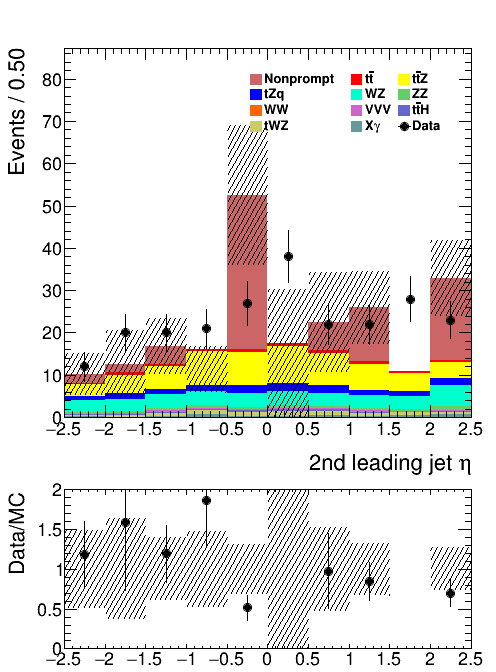 Events / 0.50
80
70
60
50
40
30
20
10
0
Nonprompt tt̄ tt̄Z
tZq WZ ZZ
WW VVV tt̄H
tWZ Xγ Data
−2.5 −2 −1.5 −1 −0.5 0 0.5 1 1.5 2 2.5
2nd leading jet η
Data/MC
2
1.5
1
0.5
0
−2.5 −2 −1.5 −1 −0.5 0 0.5 1 1.5 2 2.5